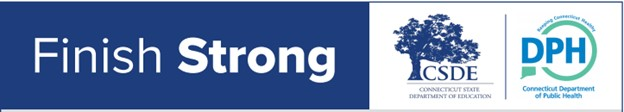 Finish Strong
CSDE
CONNECTICUT STATE
DEPARTMENT OF EDUCATION
Keeping Connecticut Healthy
DPH
Connecticut Department
of Public Health